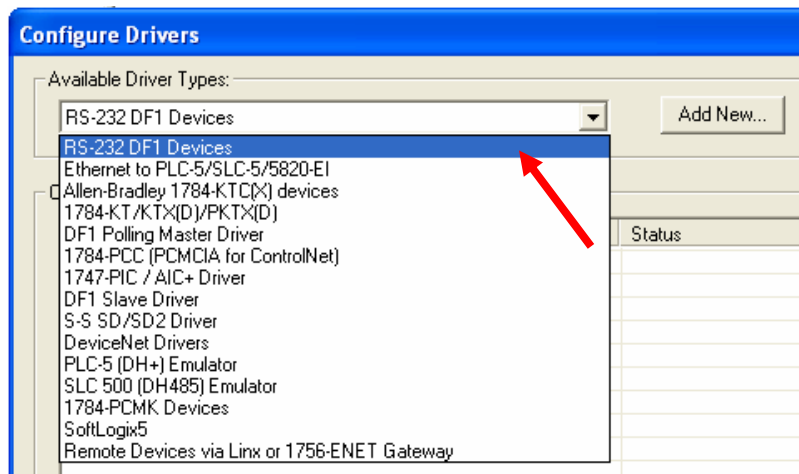 Configure Drivers
Available Driver Types:
RS-232 DF1 Devices
Add New...
RS-232 DF1 Devices
Ethernet to PLC-5/SLC-5/5820-EI
Allen-Bradley 1784-KTC(X) devices
1784-KT/KTX(D)/PKTX(D)
DF1 Polling Master Driver
Status
1784-PCC (PCMCIA for ControlNet)
1747-PIC / AIC+ Driver
DF1 Slave Driver
S-S SD/SD2 Driver
DeviceNet Drivers
PLC-5 (DH+) Emulator
SLC 500 (DH485) Emulator
1784-PCMK Devices
SoftLogix5
Remote Devices via Linx or 1756-ENET Gateway